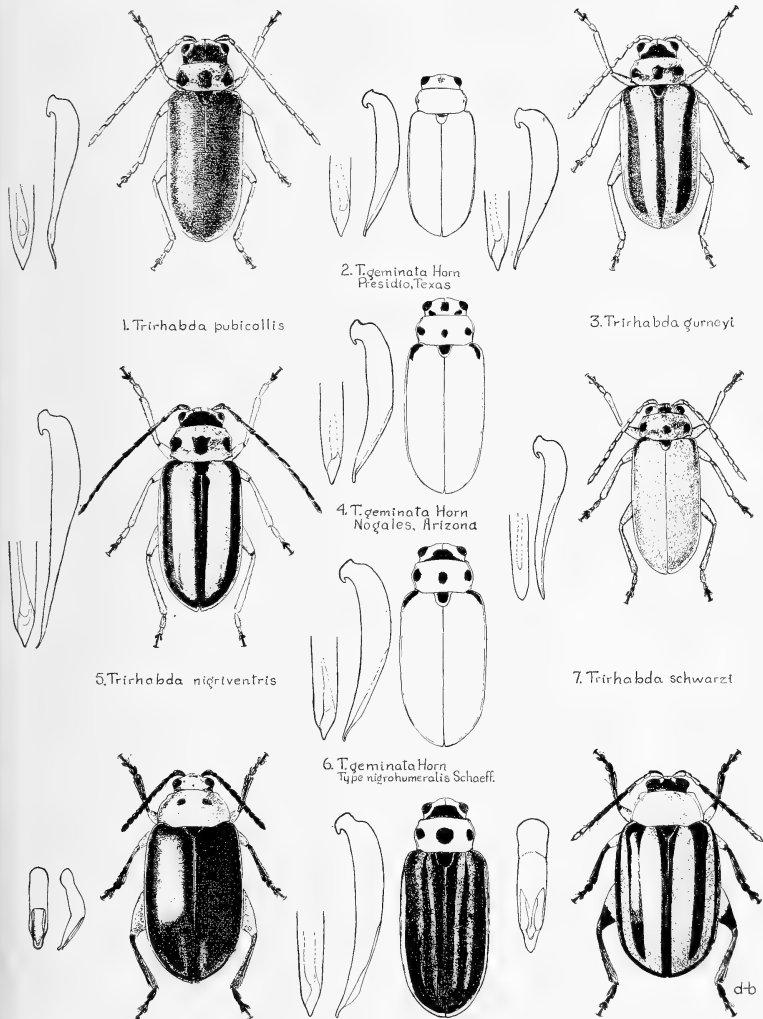 2. T. geminata Horn
Presidio, Texas
1. Trirhabda pubicollis
3. Trirhabda gurneyi
4. T. geminata Horn
Nogales, Arizona
5. Trirhabda nigriventris
7. Trirhabda schwarzi
6. T. geminata Horn
Type nigrohumeralis Schaeff.
d-b